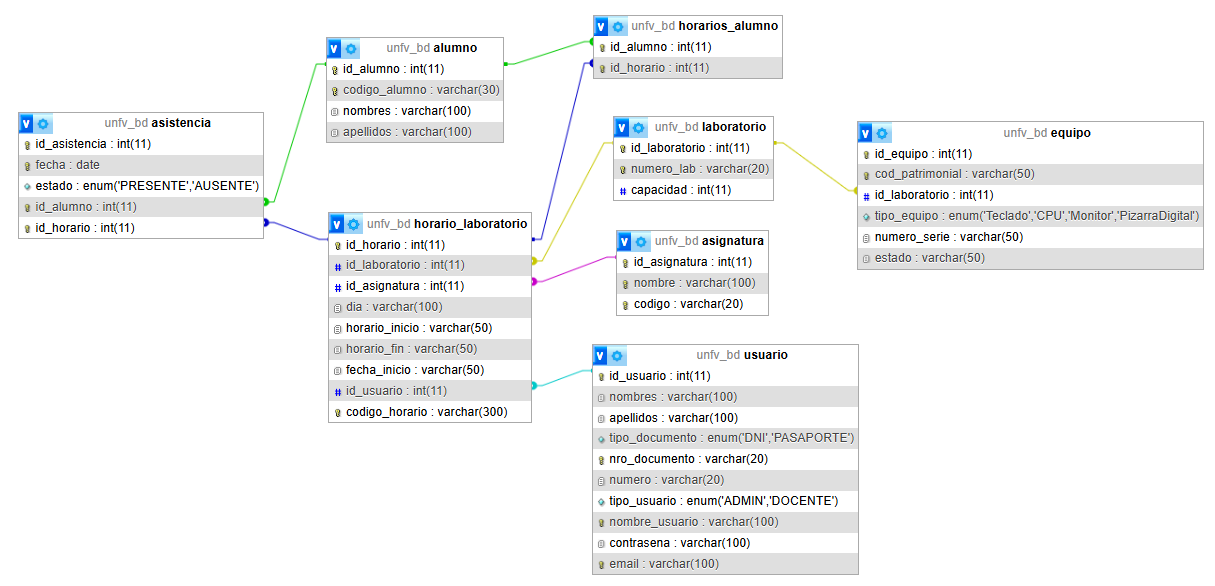 unfv_bd asistencia
id_asistencia : int(11)
fecha : date
estado : enum('PRESENTE','AUSENTE')
id_alumno : int(11)
id_horario : int(11)
unfv_bd alumno
id_alumno : int(11)
codigo_alumno : varchar(30)
nombres : varchar(100)
apellidos : varchar(100)
unfv_bd horario_laboratorio
id_horario : int(11)
id_laboratorio : int(11)
id_asignatura : int(11)
dia : varchar(100)
horario_inicio : varchar(50)
horario_fin : varchar(50)
fecha_inicio : varchar(50)
id_usuario : int(11)
codigo_horario : varchar(300)
unfv_bd horarios_alumno
id_alumno : int(11)
id_horario : int(11)
unfv_bd laboratorio
id_laboratorio : int(11)
numero_lab : varchar(20)
capacidad : int(11)
unfv_bd asignatura
id_asignatura : int(11)
nombre : varchar(100)
codigo : varchar(20)
unfv_bd usuario
id_usuario : int(11)
nombres : varchar(100)
apellidos : varchar(100)
tipo_documento : enum('DNI','PASAPORTE')
nro_documento : varchar(20)
numero : varchar(20)
tipo_usuario : enum('ADMIN','DOCENTE')
nombre_usuario : varchar(100)
contrasena : varchar(100)
email : varchar(100)
unfv_bd equipo
id_equipo : int(11)
cod_patrimonial : varchar(50)
id_laboratorio : int(11)
tipo_equipo : enum('Teclado','CPU','Monitor','PizarraDigital')
numero_serie : varchar(50)
estado : varchar(50)